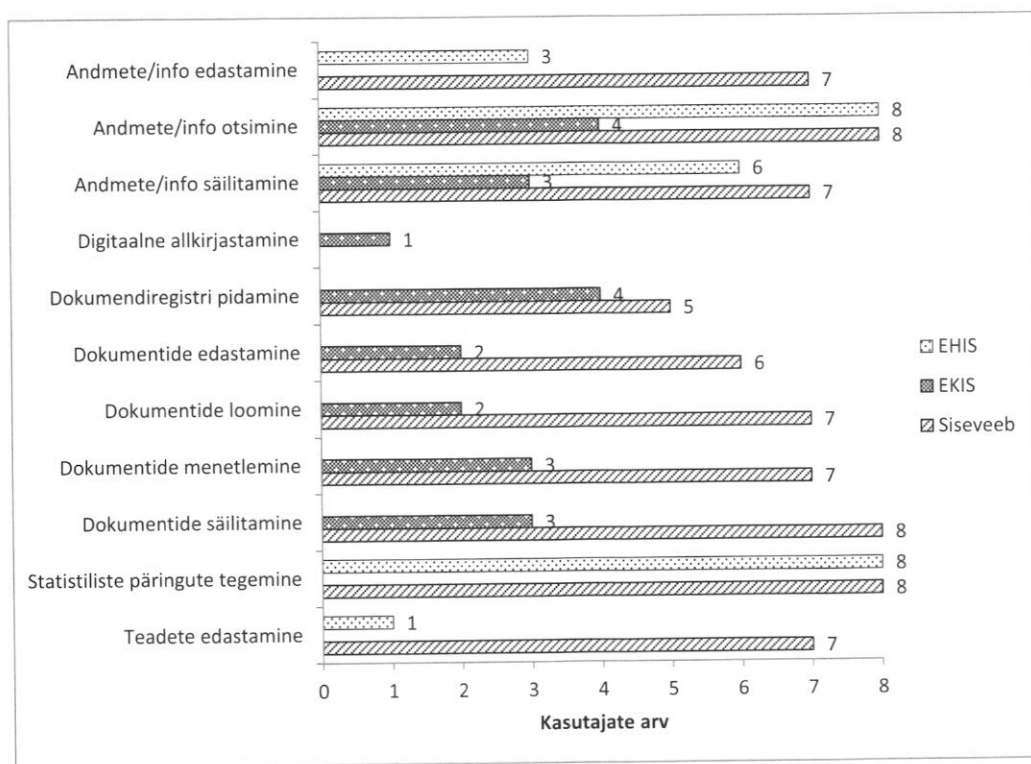 Andmete/info edastamine
3
7
Andmete/info otsimine
8
4
8
Andmete/info säilitamine
6
3
7
Digitaalne allkirjastamine
1
Dokumendiregistri pidamine
4
5
Dokumentide edastamine
2
6
Dokumentide loomine
2
7
Dokumentide menetlemine
3
7
Dokumentide säilitamine
3
8
Statistiliste päringute tegemine
8
8
Teadete edastamine
1
7
0 1 2 3 4 5 6 7 8
Kasutajate arv
EHIS
EKIS
Siseveeb